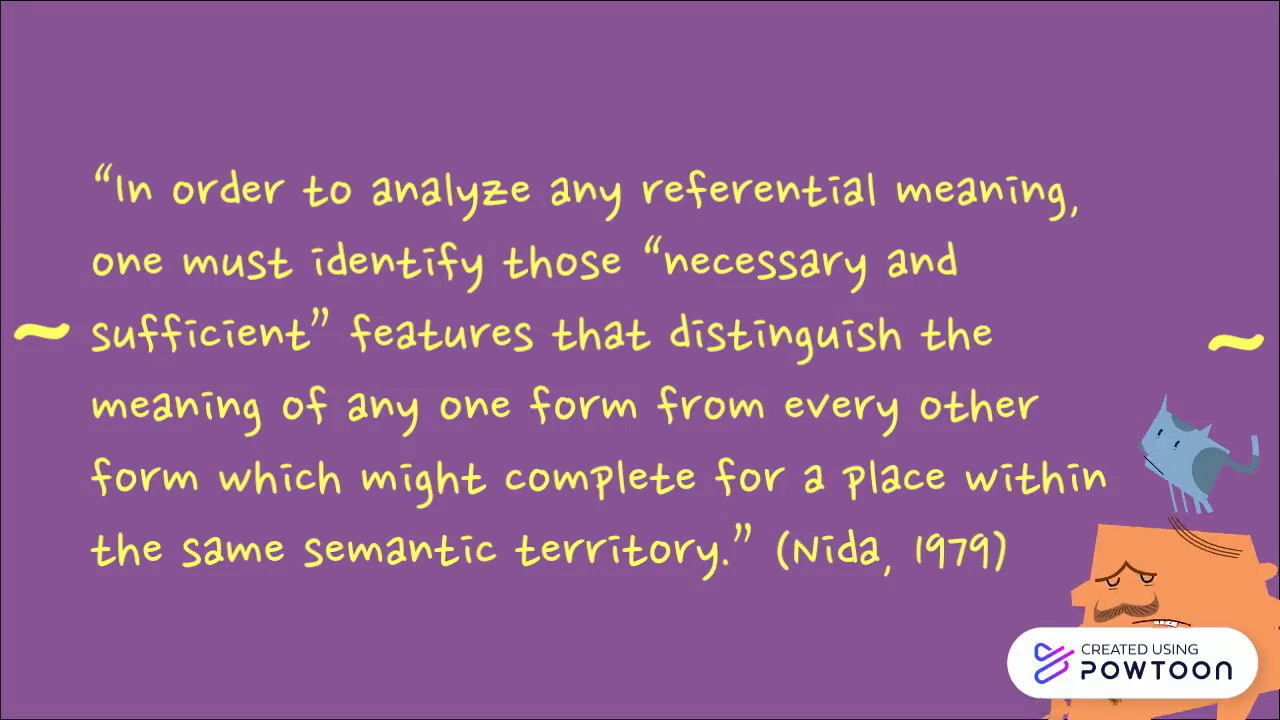 “In order to analyze any referential meaning,
one must identify those “necessary and
~ sufficient” features that distinguish the ~
meaning of any one form from every other
form which might complete for a place within
the same semantic territory.” (Nida, 1979)
CREATED USING
POWTOON